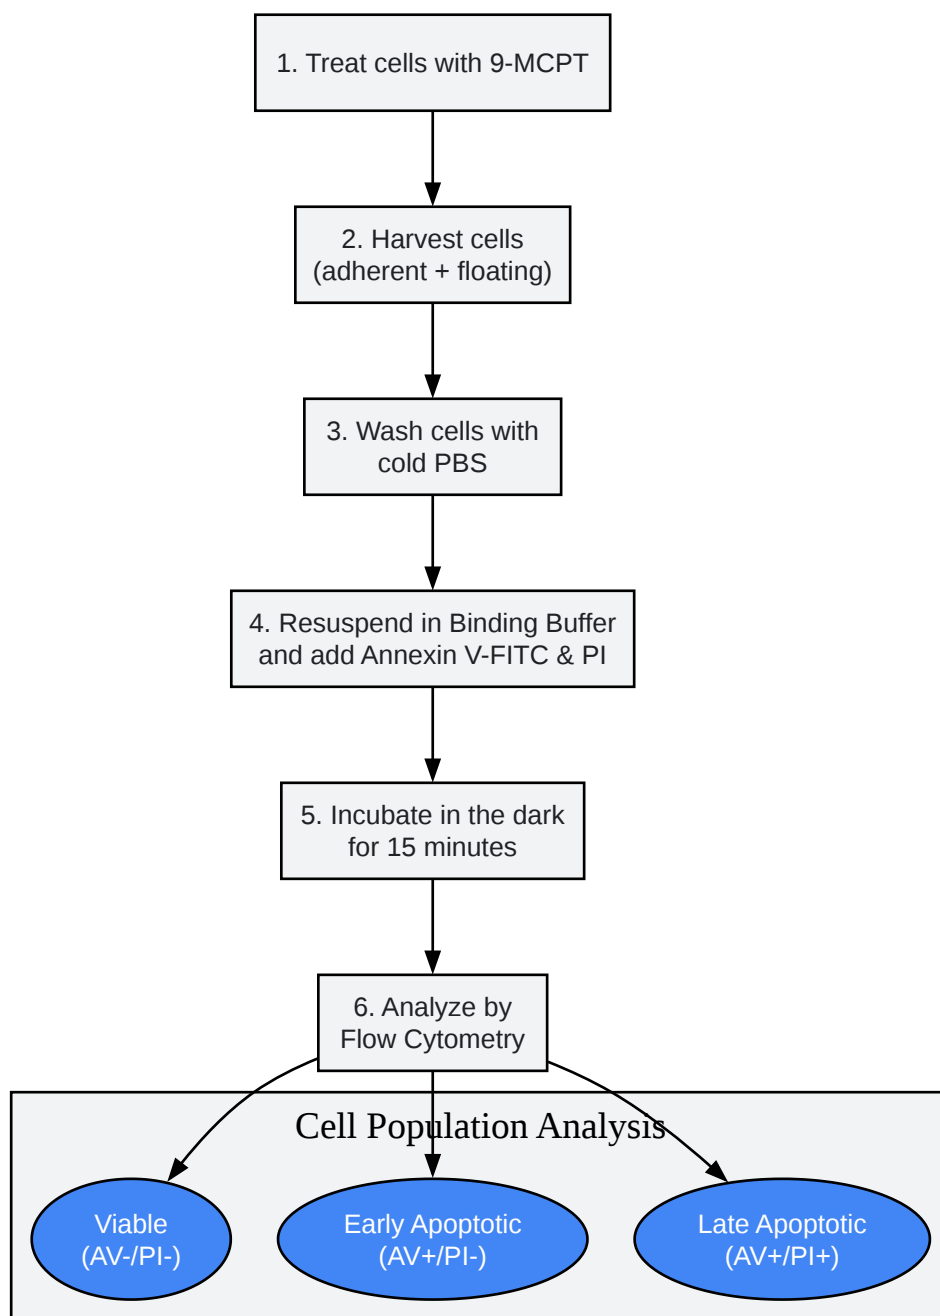 1. Treat cells with 9-MCPT
2. Harvest cells
(adherent + floating)
3. Wash cells with
cold PBS
4. Resuspend in Binding Buffer
and add Annexin V-FITC & PI
5. Incubate in the dark
for 15 minutes
6. Analyze by
Flow Cytometry
Cell Population Analysis
Viable
(AV-/PI-)
Early Apoptotic
(AV+/PI-)
Late Apoptotic
(AV+/PI+)